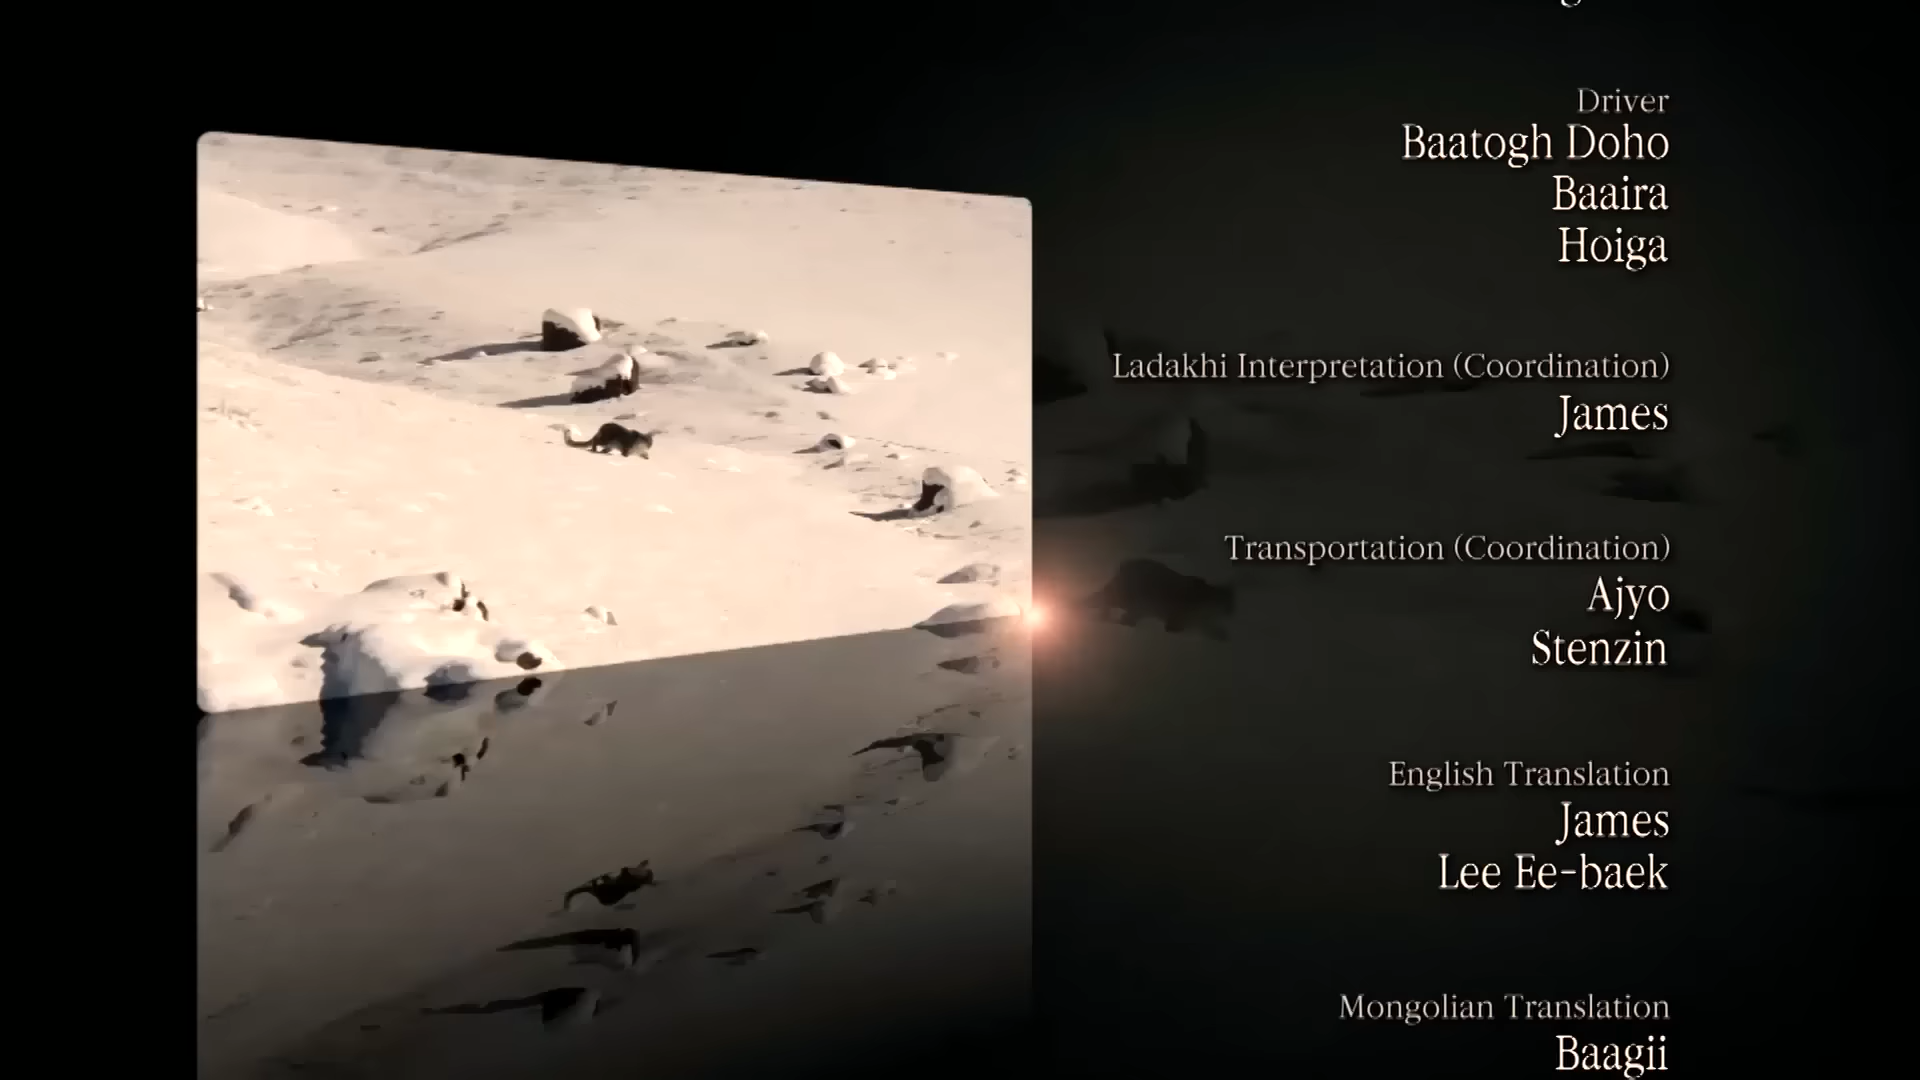 Driver
Baatogh Doho
Baaira
Hoiga
Ladakhi Interpretation (Coordination)
James
Transportation (Coordination)
Ajyo
Stenzin
English Translation
James
Lee Ee-baek
Mongolian Translation
Baagii